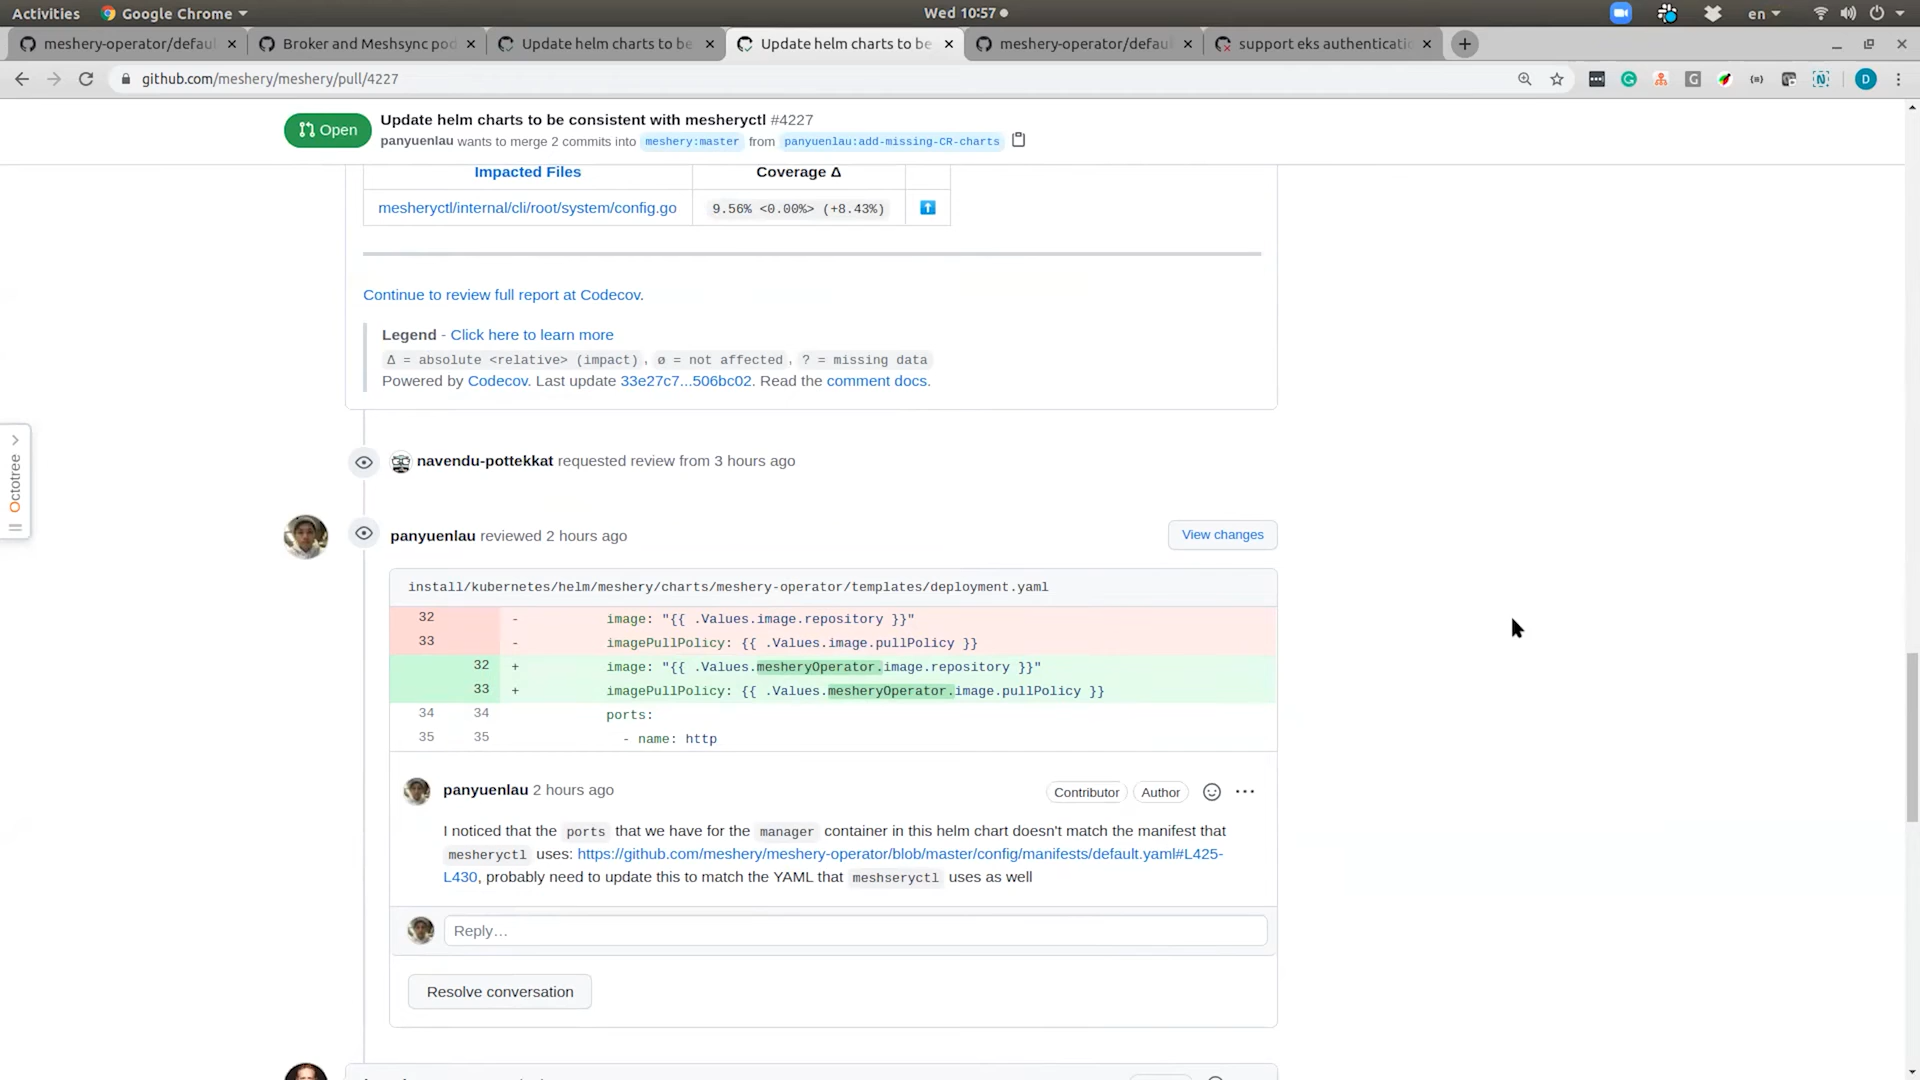 Activities
Google Chrome
Wed 10:57
en
meshery-operator/defau
Broker and Meshsync pod
Update helm charts to be
Update helm charts to be
meshery-operator/defau
support eks authenticatio
github.com/meshery/meshery/pull/4227
D
Open
Update helm charts to be consistent with mesheryctl #4227
panyuenlau wants to merge 2 commits into meshery:master from panyuenlau:add-missing-CR-charts
Impacted Files
Coverage Δ
mesheryctl/internal/cli/root/system/config.go
9.56% <0.00%> (+8.43%)
Continue to review full report at Codecov.
Legend - Click here to learn more
Δ = absolute <relative> (impact), ø = not affected, ? = missing data
Powered by Codecov. Last update 33e27c7...506bc02. Read the comment docs.
Octotree
navendu-pottekkat requested review from 3 hours ago
panyuenlau reviewed 2 hours ago
View changes
install/kubernetes/helm/meshery/charts/meshery-operator/templates/deployment.yaml
32 - image: "{{ .Values.image.repository }}"
33 - imagePullPolicy: {{ .Values.image.pullPolicy }}
32 + image: "{{ .Values.mesheryOperator.image.repository }}"
33 + imagePullPolicy: {{ .Values.mesheryOperator.image.pullPolicy }}
34 34 ports:
35 35 - name: http
panyuenlau 2 hours ago
Contributor
Author
I noticed that the ports that we have for the manager container in this helm chart doesn't match the manifest that
mesheryctl uses: https://github.com/meshery/meshery-operator/blob/master/config/manifests/default.yaml#L425-
L430, probably need to update this to match the YAML that meshseryctl uses as well
Reply…
Resolve conversation